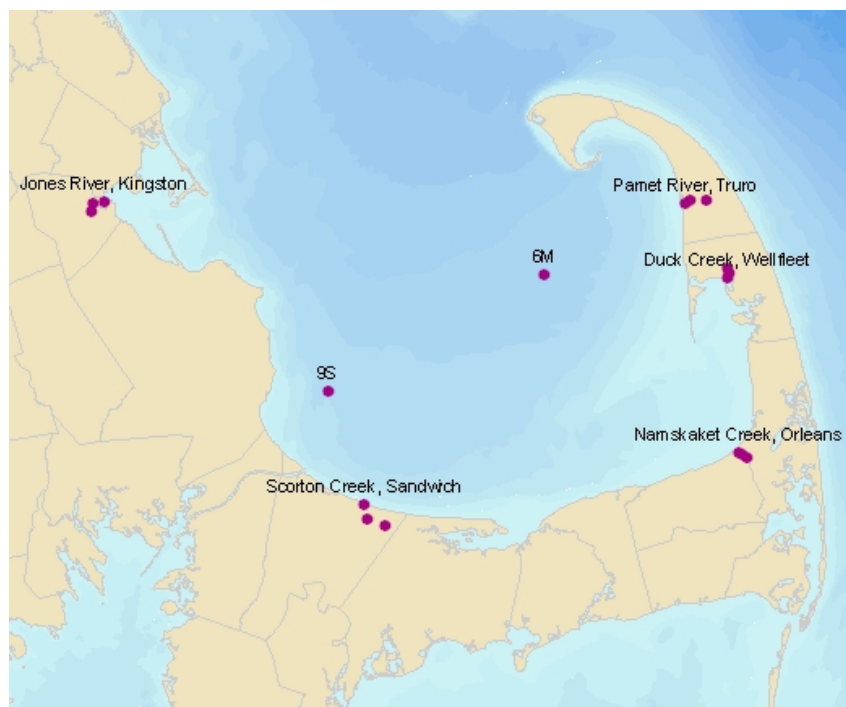 Jones River, Kingston
Pamet River, Truro
6M
Duck Creek, Wellfleet
9S
Namskaket Creek, Orleans
Scorton Creek, Sandwich